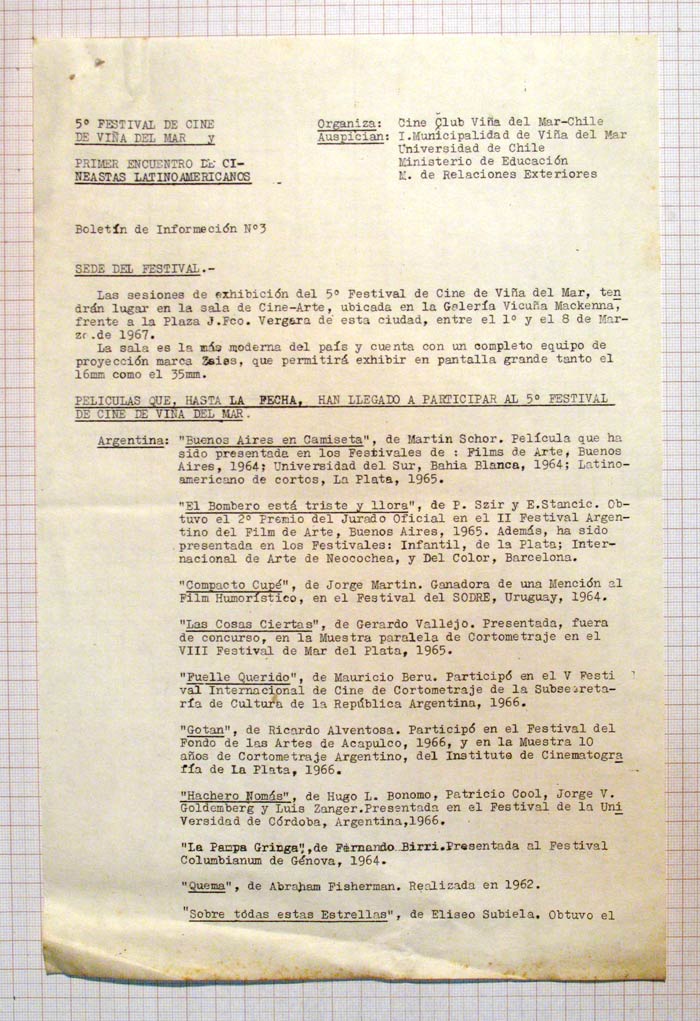 5º FESTIVAL DE CINE
DE VIÑA DEL MAR y
PRIMER ENCUENTRO DE CI-
NEASTAS LATINOAMERICANOS
Organiza: Cine Club Viña del Mar-Chile
Auspician: I.Municipalidad de Viña del Mar
Universidad de Chile
Ministerio de Educación
M. de Relaciones Exteriores
Boletín de Información Nº3
SEDE DEL FESTIVAL.-
Las sesiones de exhibición del 5º Festival de Cine de Viña del Mar, ten
drán lugar en la sala de Cine-Arte, ubicada en la Galería Vicuña Mackenna,
frente a la Plaza J.Fco. Vergara de esta ciudad, entre el 1º y el 8 de Mar-
zo.de 1967.
La sala es la más moderna del país y cuenta con un completo equipo de
proyección marca Zeiss, que permitirá exhibir en pantalla grande tanto el
16mm como el 35mm.
PELICULAS QUE, HASTA LA FECHA, HAN LLEGADO A PARTICIPAR AL 5º FESTIVAL
DE CINE DE VIÑA DEL MAR.
Argentina: "Buenos Aires en Camiseta", de Martin Schor. Película que ha
sido presentada en los Festivales de : Films de Arte, Buenos
Aires, 1964; Universidad del Sur, Bahia Blanca, 1964; Latino-
americano de cortos, La Plata, 1965.
"El Bombero está triste y llora", de P. Szir y E.Stancic. Ob-
tuvo el 2º Premio del Jurado Oficial en el II Festival Argen-
tino del Film de Arte, Buenos Aires, 1965. Además, ha sido
presentada en los Festivales: Infantil, de la Plata; Inter-
nacional de Arte de Neocochea, y Del Color, Barcelona.
"Compacto Cupé", de Jorge Martin. Ganadora de una Mención al
Film Humorístico, en el Festival del SODRE, Uruguay, 1964.
"Las Cosas Ciertas", de Gerardo Vallejo. Presentada, fuera
de concurso, en la Muestra paralela de Cortometraje en el
VIII Festival de Mar del Plata, 1965.
"Fuelle Querido", de Mauricio Beru. Participó en el V Festi
val Internacional de Cine de Cortometraje de la Subsecreta-
ría de Cultura de la República Argentina, 1966.
"Gotan", de Ricardo Alventosa. Participó en el Festival del
Fondo de las Artes de Acapulco, 1966, y en la Muestra 10
años de Cortometraje Argentino, del Institute de Cinematogra
fía de La Plata, 1966.
"Hachero Nomás", de Hugo L. Bonomo, Patricio Cool, Jorge V.
Goldemberg y Luis Zanger.Presentada en el Festival de la Uni
Versidad de Córdoba, Argentina,1966.
"La Pampa Gringa",de Fernando Birri.Presentada al Festival
Columbianum de Génova, 1964.
"Quema", de Abraham Fisherman. Realizada en 1962.
"Sobre tódas estas Estrellas", de Eliseo Subiela. Obtuvo el